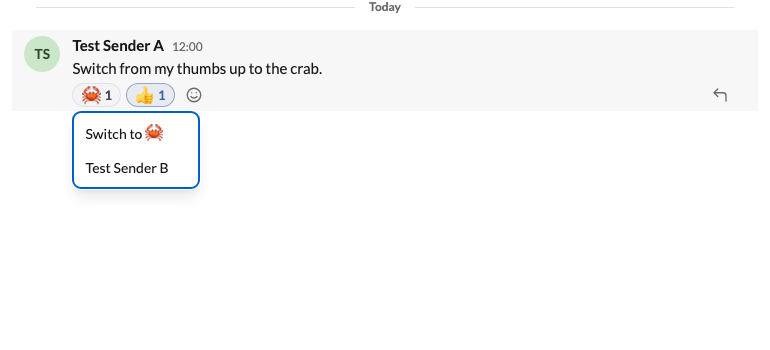 Today
TS
Test Sender A 12:00
Switch from my thumbs up to the crab.
🦀 1 👍 1
Switch to 🦀
Test Sender B